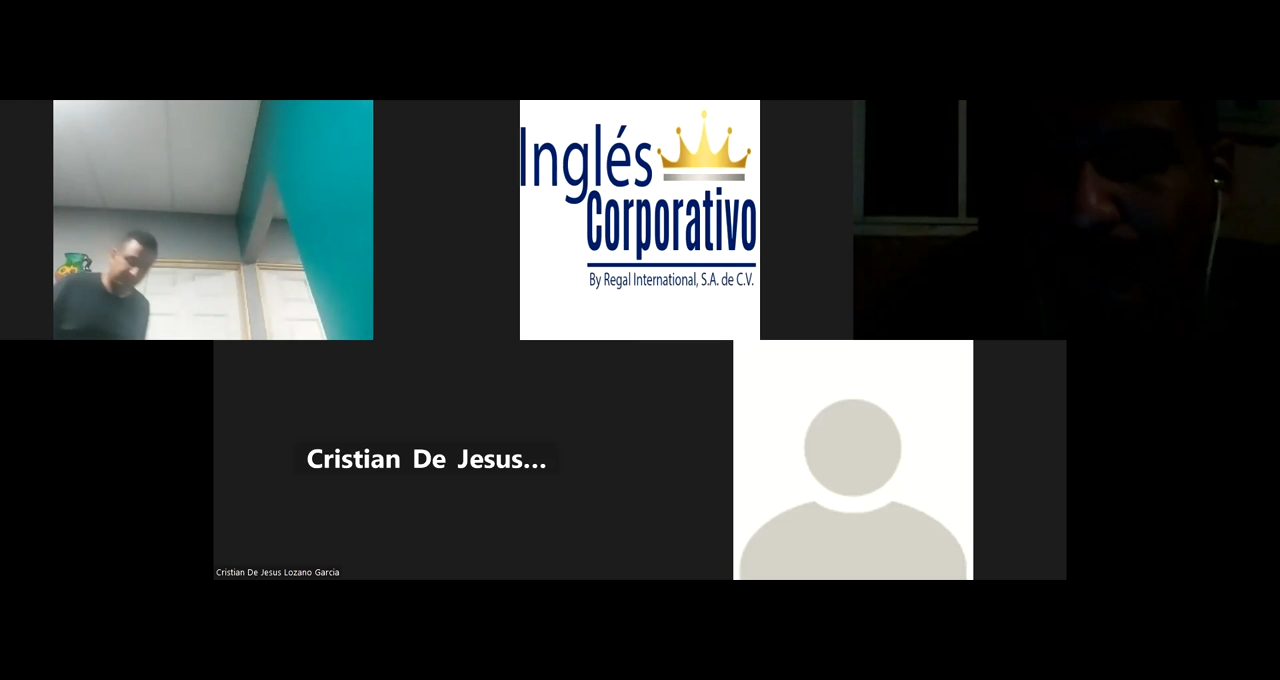 Inglés
Corporativo
By Regal International, S.A. de C.V.
Cristian De Jesus...
Cristian De Jesus Lozano Garcia